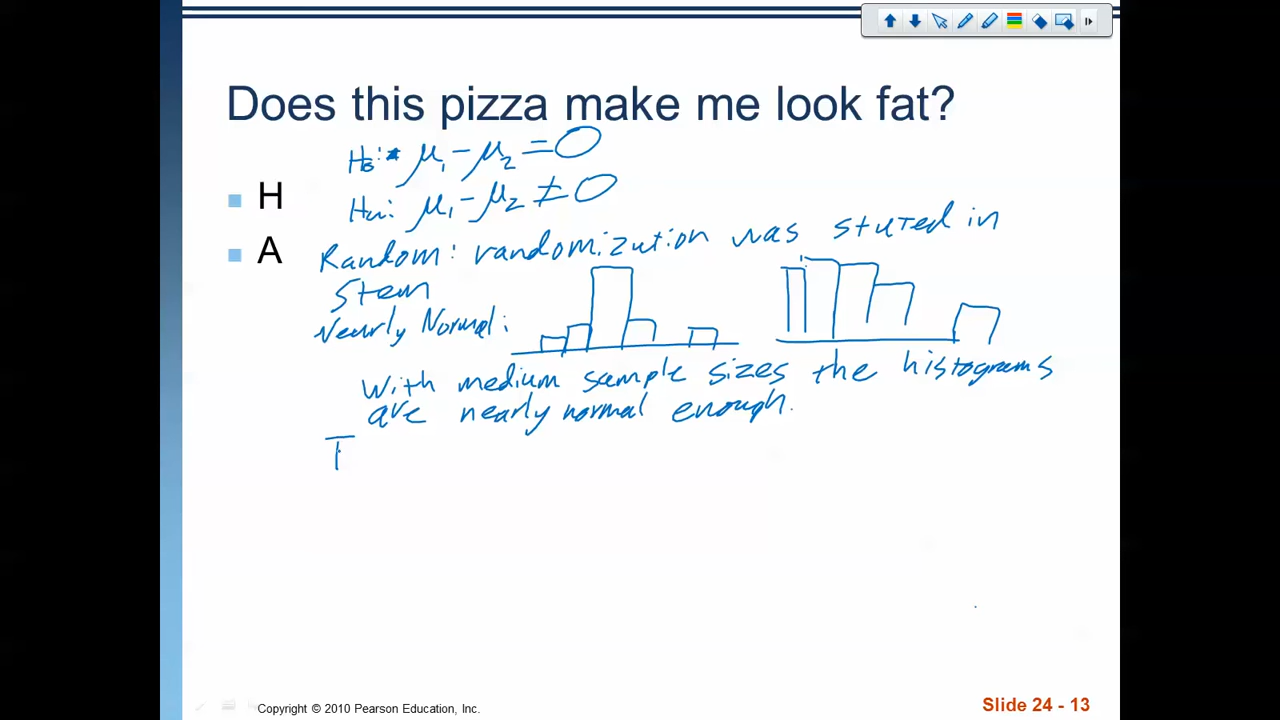 Does this pizza make me look fat?
H₀: μ₁ - μ₂ = 0
H
Ha: μ₁ - μ₂ ≠ 0
A
Random: randomization was stated in
stem
Nearly Normal:
With medium sample sizes the histograms
are nearly normal enough.
I
Copyright © 2010 Pearson Education, Inc.
Slide 24 - 13